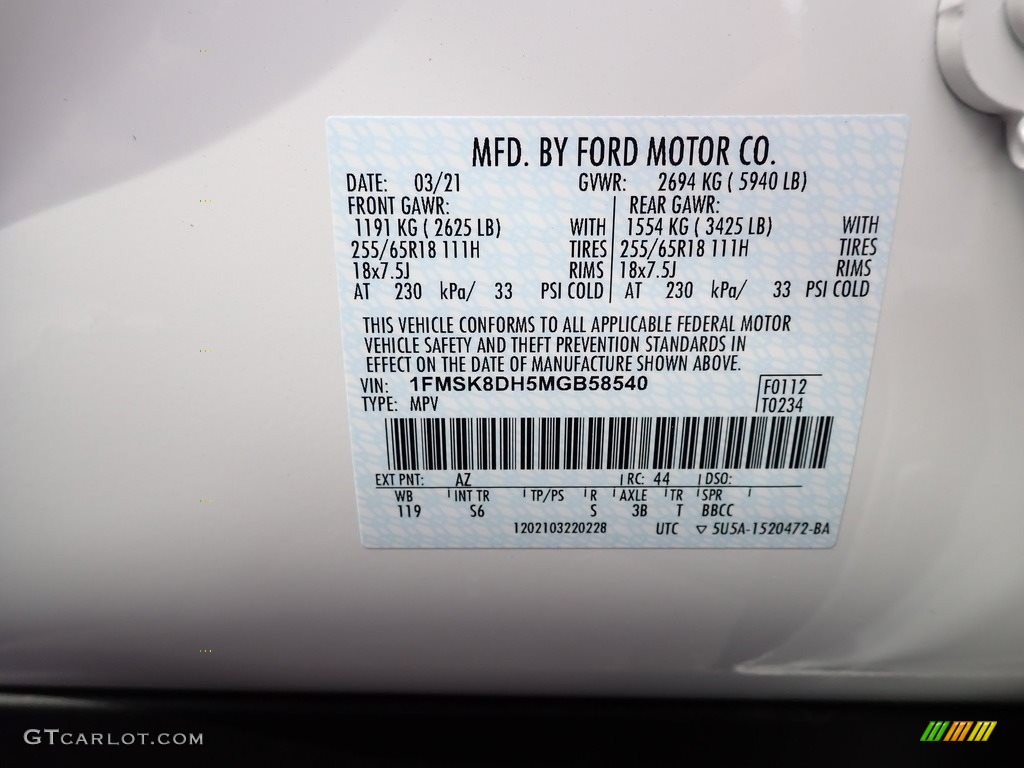 MFD. BY FORD MOTOR CO.
DATE: 03/21 GVWR: 2694 KG ( 5940 LB)
FRONT GAWR: REAR GAWR:
1191 KG ( 2625 LB) WITH 1554 KG ( 3425 LB) WITH
255/65R18 111H TIRES 255/65R18 111H TIRES
18x7.5J RIMS 18x7.5J RIMS
AT 230 kPa/ 33 PSI COLD AT 230 kPa/ 33 PSI COLD
THIS VEHICLE CONFORMS TO ALL APPLICABLE FEDERAL MOTOR
VEHICLE SAFETY AND THEFT PREVENTION STANDARDS IN
EFFECT ON THE DATE OF MANUFACTURE SHOWN ABOVE.
VIN: 1FMSK8DH5MGB58540 F0112
TYPE: MPV T0234
EXT PNT: AZ RC: 44 DSO:
WB INT TR TP/PS R AXLE TR SPR
119 S6 S 3B T BBCC
1202103220228 UTC ▽ 5U5A-1520472-BA
GTCARLOT.COM